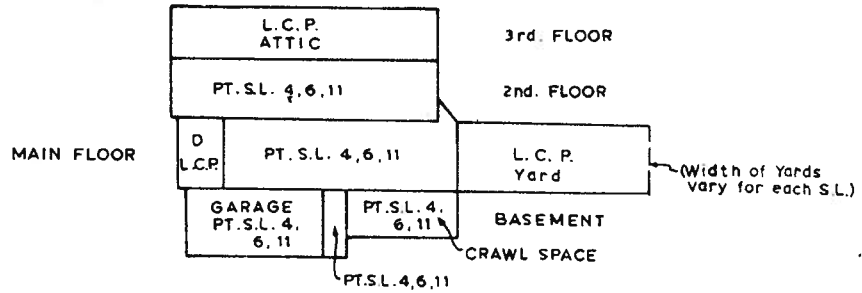 L.C.P.
ATTIC
3rd. FLOOR
PT.S.L. 4,6,11
2nd. FLOOR
MAIN FLOOR
D
L.C.P.
PT.S.L. 4,6,11
L.C.P.
Yard
(Width of Yards
vary for each S.L.)
GARAGE
PT.S.L.4,
6,11
PT.S.L.4,
6,11
BASEMENT
CRAWL SPACE
PT.S.L.4,6,11